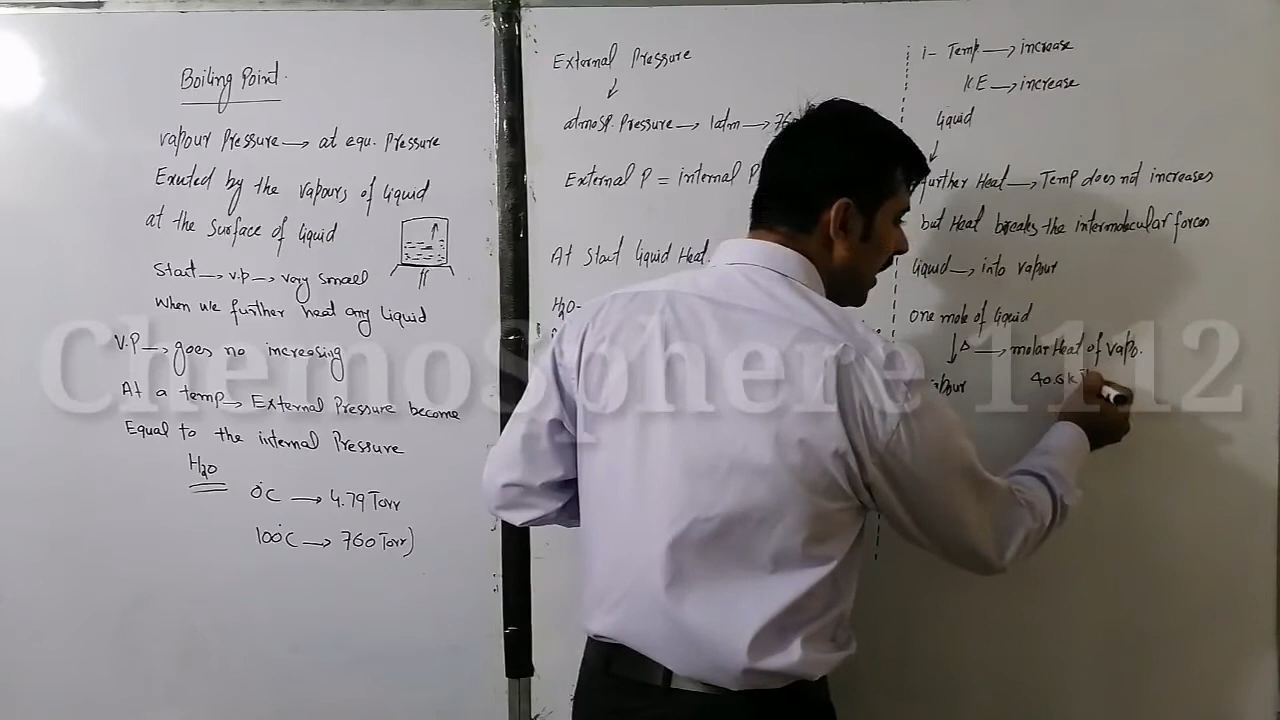 Boiling Point.
Vapour Pressure → at equ. Pressure
Exerted by the vapours of liquid
at the surface of liquid
Start → v.p → very small
When we further heat any liquid
V.P → goes no increasing
At a temp → External Pressure become
Equal to the internal Pressure
H2O
0°C → 4.79 Torr
100°C → 760 Torr)
External Pressure
↓
atmosp. Pressure → 1atm → 76
External P = internal P
At Start liquid Heat.
H2O
i- Temp → increase
KE → increase
liquid
↓
further Heat → Temp does not increases
but Heat breaks the intermolecular forces
liquid → into vapour
One mole of liquid
↓ Δ → molar Heat of vapo.
40.6k
ChemoSphere 1112